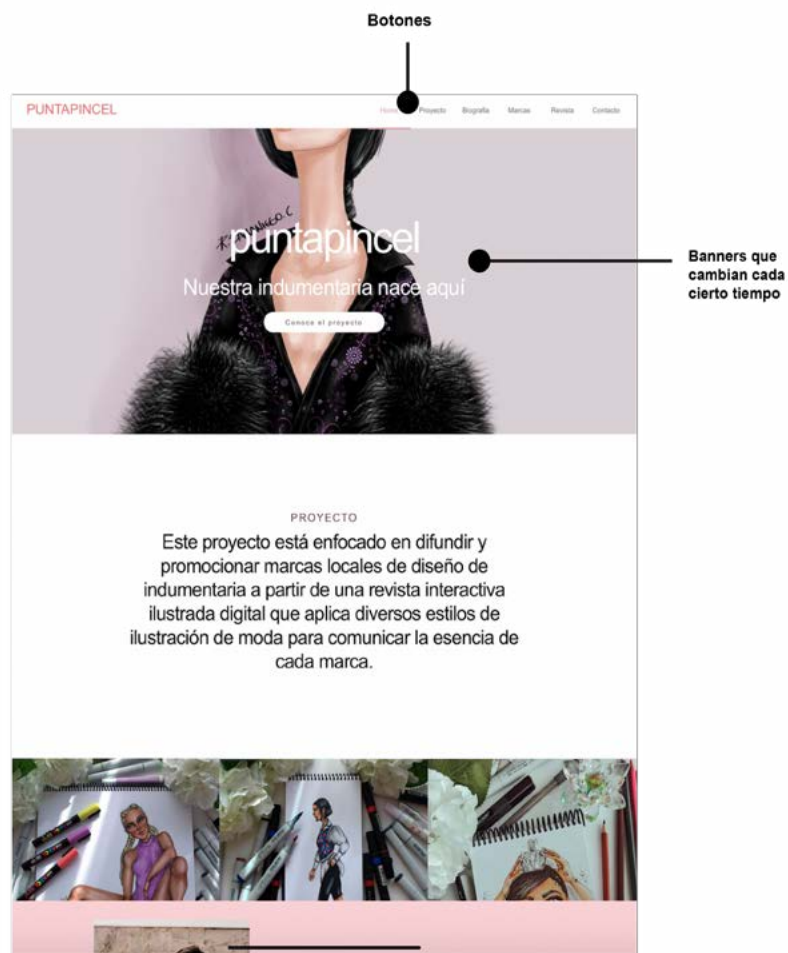 Botones
PUNTAPINCEL
Home Proyecto Biografia Marcas Revista Contacto
puntapincel
Nuestra indumentaria nace aquí
Conoce el proyecto
Banners que
cambian cada
cierto tiempo
PROYECTO
Este proyecto está enfocado en difundir y
promocionar marcas locales de diseño de
indumentaria a partir de una revista interactiva
ilustrada digital que aplica diversos estilos de
ilustración de moda para comunicar la esencia de
cada marca.